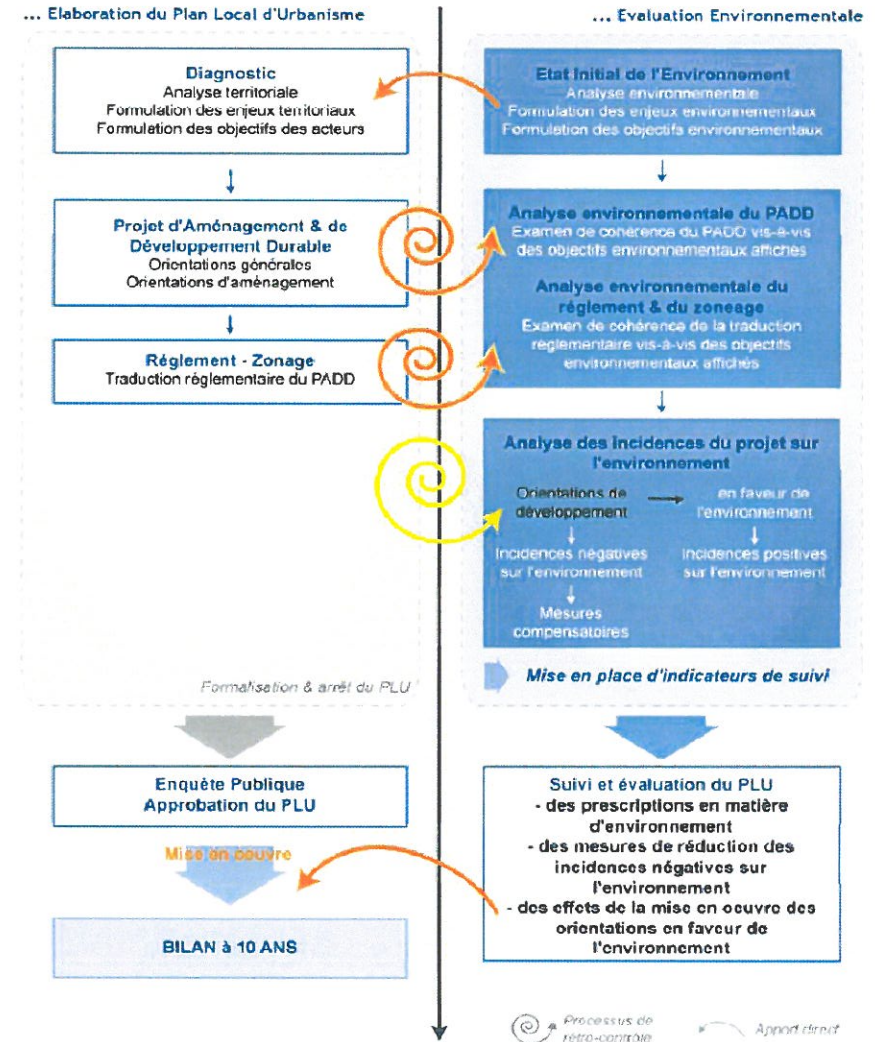 ... Elaboration du Plan Local d'Urbanisme
Diagnostic
Analyse territoriale
Formulation des enjeux territoriaux
Formulation des objectifs des acteurs
Projet d'Aménagement & de
Développement Durable
Orientations générales
Orientations d'aménagement
Réglement - Zonage
Traduction réglementaire du PADD
Formalisation & arrêt du PLU
Enquête Publique
Approbation du PLU
Mise en oeuvre
BILAN à 10 ANS
... Evaluation Environnementale
Etat Initial de l'Environnement
Analyse environnementale
Formulation des enjeux environnementaux
Formulation des objectifs environnementaux
Analyse environnementale du PADD
Examen de cohérence du PADD vis-à-vis
des objectifs environnementaux affichés
Analyse environnementale du
réglement & du zoneage
Examen de cohérence de la traduction
réglementaire vis-à-vis des objectifs
environnementaux affichés
Analyse des incidences du projet sur
l'environnement
Orientations de
développement
en faveur de
l'environnement
Incidences négatives
sur l'environnement
Incidences positives
sur l'environnement
Mesures
compensatoires
Mise en place d'indicateurs de suivi
Suivi et évaluation du PLU
- des prescriptions en matière
d'environnement
- des mesures de réduction des
incidences négatives sur
l'environnement
- des effets de la mise en oeuvre des
orientations en faveur de
l'environnement
Processus de
rétro-contrôle
Apport direct